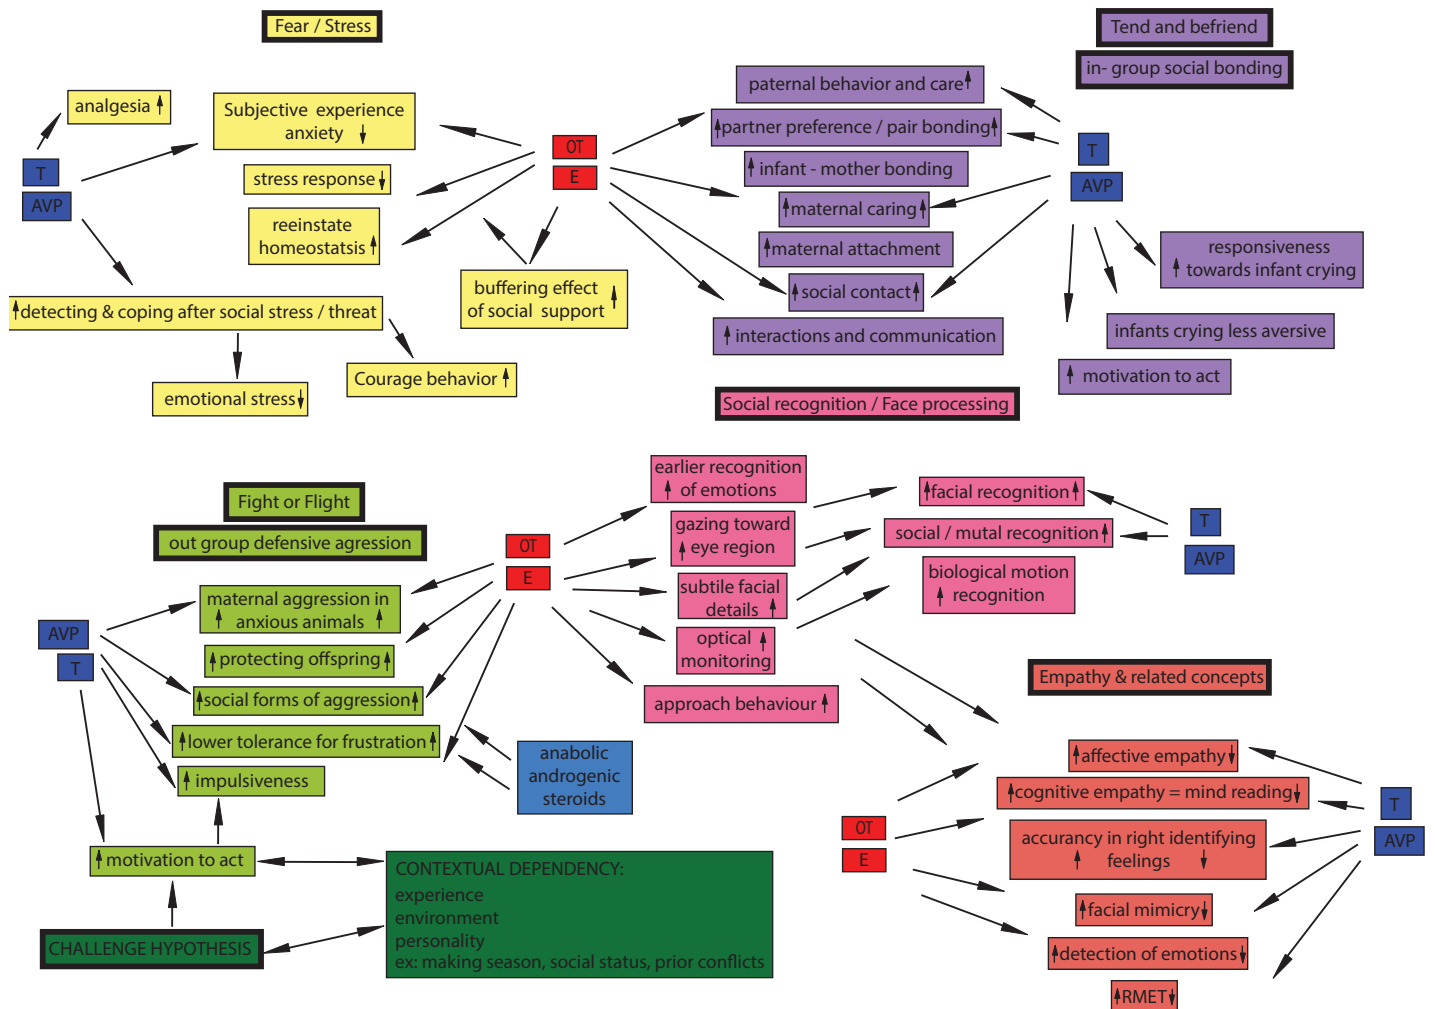 Fear / Stress
Tend and befriend
in- group social bonding
analgesia
Subjective experience
anxiety
T
AVP
stress response
reeinstate
homeostatsis
OT
E
buffering effect
of social support
detecting & coping after social stress / threat
emotional stress
Courage behavior
paternal behavior and care
partner preference / pair bonding
infant - mother bonding
maternal caring
maternal attachment
social contact
interactions and communication
T
AVP
responsiveness
towards infant crying
infants crying less aversive
motivation to act
Social recognition / Face processing
earlier recognition
of emotions
gazing toward
eye region
subtile facial
details
optical
monitoring
approach behaviour
facial recognition
social / mutal recognition
biological motion
recognition
T
AVP
Fight or Flight
out group defensive agression
OT
E
maternal aggression in
anxious animals
AVP
T
protecting offspring
social forms of aggression
lower tolerance for frustration
impulsiveness
anabolic
androgenic
steroids
motivation to act
CHALLENGE HYPOTHESIS
CONTEXTUAL DEPENDENCY:
experience
environment
personality
ex: making season, social status, prior conflicts
Empathy & related concepts
affective empathy
cognitive empathy = mind reading
accurancy in right identifying
feelings
facial mimicry
detection of emotions
RMET
OT
E
T
AVP